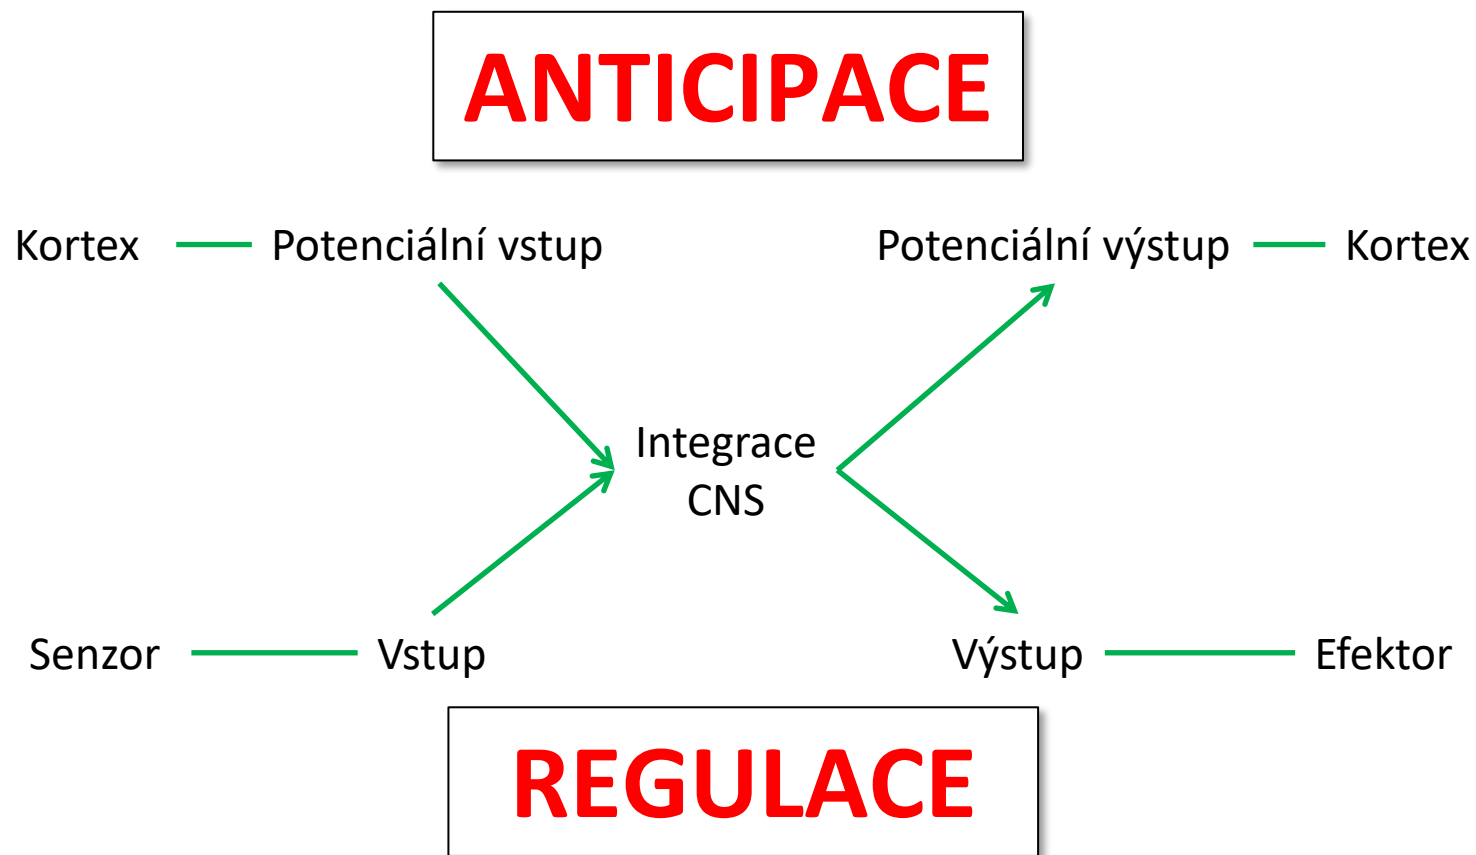 ANTICIPACE
Kortex
Potenciální vstup
Potenciální výstup
Kortex
Integrace
CNS
Senzor
Vstup
Výstup
Efektor
REGULACE